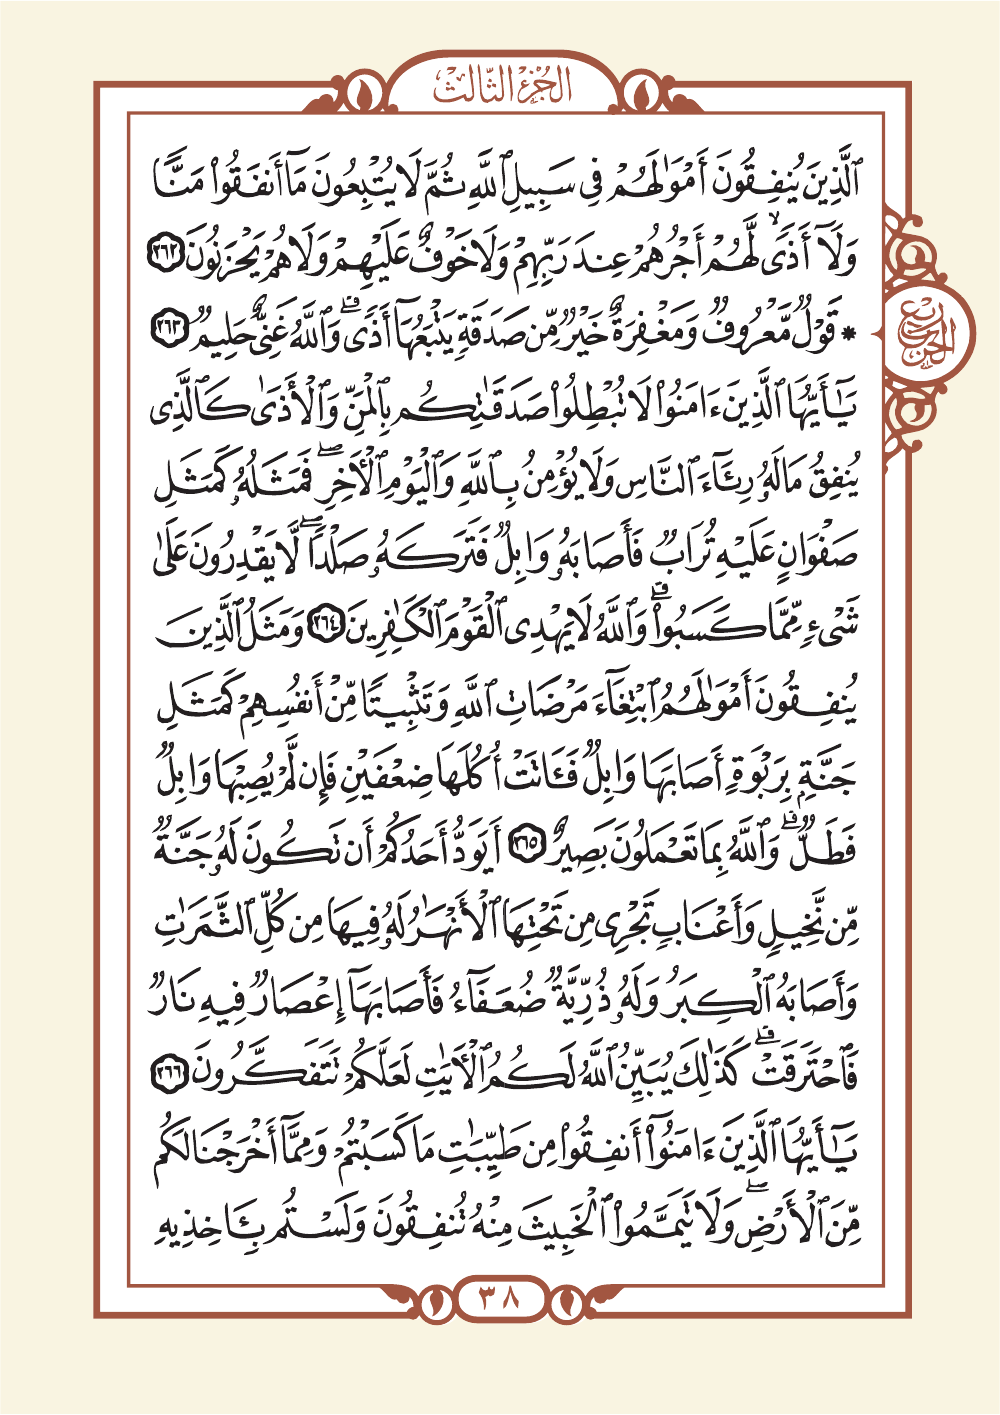 الجزء الثالث
ٱلَّذِينَ يُنفِقُونَ أَمْوَٰلَهُمْ فِى سَبِيلِ ٱللَّهِ ثُمَّ لَا يُتْبِعُونَ مَآ أَنفَقُوا۟ مَنًّا
وَلَآ أَذًى ۙ لَّهُمْ أَجْرُهُمْ عِندَ رَبِّهِمْ وَلَا خَوْفٌ عَلَيْهِمْ وَلَا هُمْ يَحْزَنُونَ ٢٦٢
* قَوْلٌ مَّعْرُوفٌ وَمَغْفِرَةٌ خَيْرٌ مِّن صَدَقَةٍ يَتْبَعُهَآ أَذًى ۗ وَٱللَّهُ غَنِىٌّ حَلِيمٌ ٢٦٣
يَـٰٓأَيُّهَا ٱلَّذِينَ ءَامَنُوا۟ لَا تُبْطِلُوا۟ صَدَقَـٰتِكُم بِٱلْمَنِّ وَٱلْأَذَىٰ كَٱلَّذِى
يُنفِقُ مَالَهُۥ رِئَآءَ ٱلنَّاسِ وَلَا يُؤْمِنُ بِٱللَّهِ وَٱلْيَوْمِ ٱلْـَٔاخِرِ ۖ فَمَثَلُهُۥ كَمَثَلِ
صَفْوَانٍ عَلَيْهِ تُرَابٌ فَأَصَابَهُۥ وَابِلٌ فَتَرَكَهُۥ صَلْدًا ۖ لَّا يَقْدِرُونَ عَلَىٰ
شَىْءٍ مِّمَّا كَسَبُوا۟ ۗ وَٱللَّهُ لَا يَهْدِى ٱلْقَوْمَ ٱلْكَـٰفِرِينَ ٢٦٤ وَمَثَلُ ٱلَّذِينَ
يُنفِقُونَ أَمْوَٰلَهُمُ ٱبْتِغَآءَ مَرْضَاتِ ٱللَّهِ وَتَثْبِيتًا مِّنْ أَنفُسِهِمْ كَمَثَلِ
جَنَّةٍۭ بِرَبْوَةٍ أَصَابَهَا وَابِلٌ فَـَٔاتَتْ أُكُلَهَا ضِعْفَيْنِ فَإِن لَّمْ يُصِبْهَا وَابِلٌ
فَطَلٌّ ۗ وَٱللَّهُ بِمَا تَعْمَلُونَ بَصِيرٌ ٢٦٥ أَيَوَدُّ أَحَدُكُمْ أَن تَكُونَ لَهُۥ جَنَّةٌ
مِّن نَّخِيلٍ وَأَعْنَابٍ تَجْرِى مِن تَحْتِهَا ٱلْأَنْهَـٰرُ لَهُۥ فِيهَا مِن كُلِّ ٱلثَّمَرَٰتِ
وَأَصَابَهُ ٱلْكِبَرُ وَلَهُۥ ذُرِّيَّةٌ ضُعَفَآءُ فَأَصَابَهَآ إِعْصَارٌ فِيهِ نَارٌ
فَٱحْتَرَقَتْ ۗ كَذَٰلِكَ يُبَيِّنُ ٱللَّهُ لَكُمُ ٱلْـَٔايَـٰتِ لَعَلَّكُمْ تَتَفَكَّرُونَ ٢٦٦
يَـٰٓأَيُّهَا ٱلَّذِينَ ءَامَنُوٓا۟ أَنفِقُوا۟ مِن طَيِّبَـٰتِ مَا كَسَبْتُمْ وَمِمَّآ أَخْرَجْنَا لَكُم
مِّنَ ٱلْأَرْضِ ۖ وَلَا تَيَمَّمُوا۟ ٱلْخَبِيثَ مِنْهُ تُنفِقُونَ وَلَسْتُم بِـَٔاخِذِيهِ
ربع
الحزب
٣٨